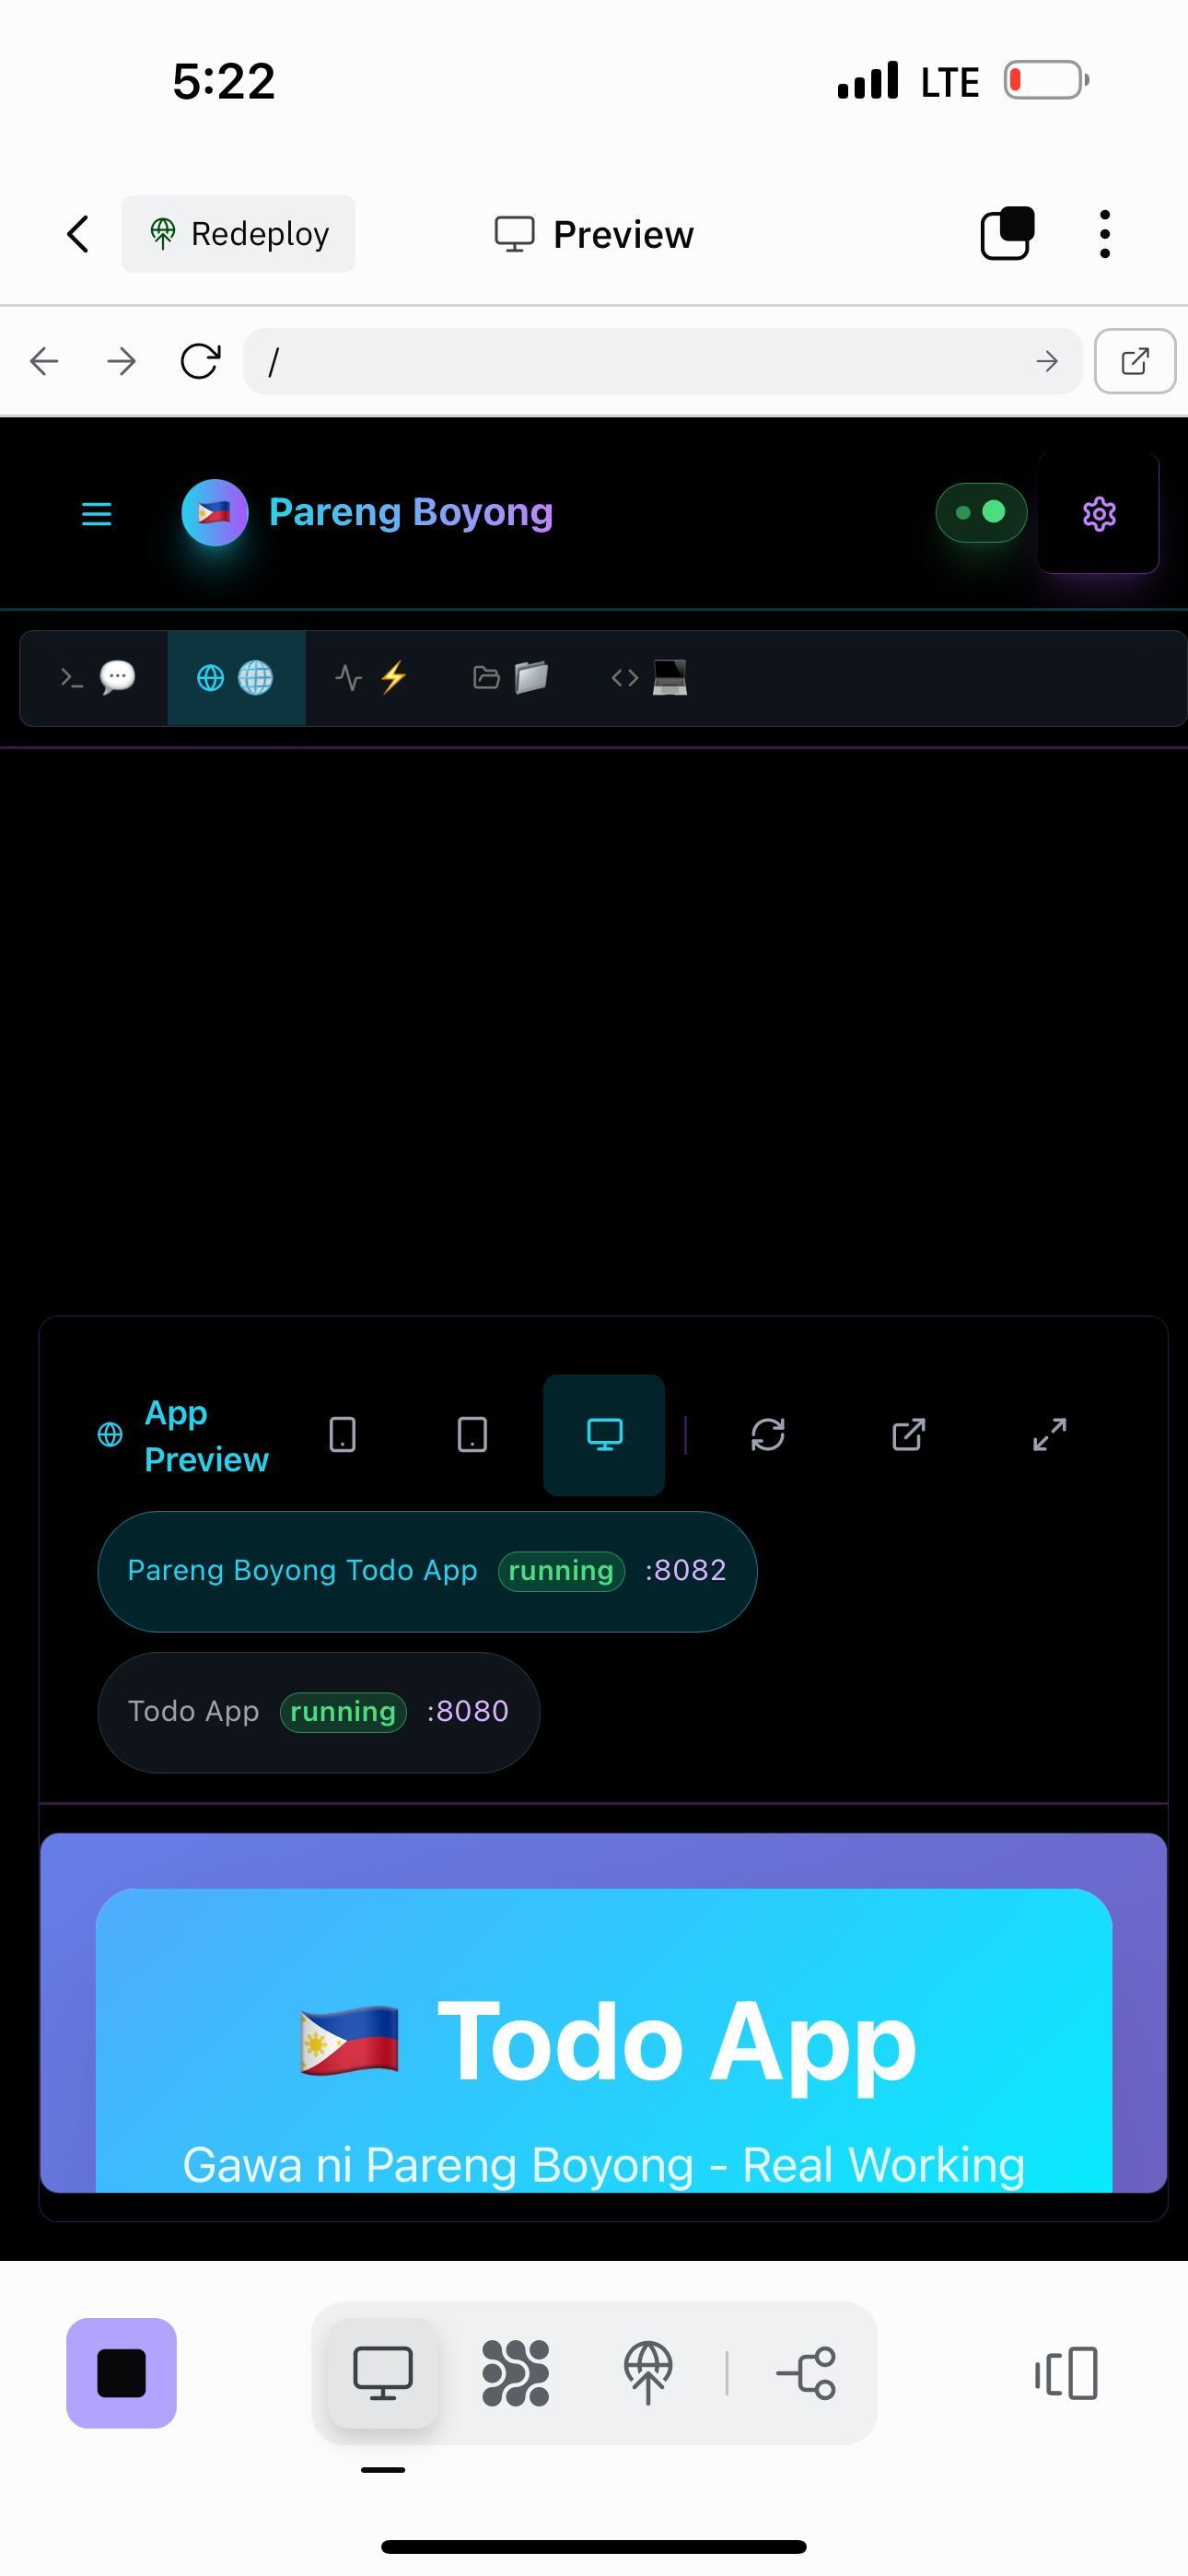 5:22
LTE
Redeploy
Preview
/
Pareng Boyong
App
Preview
Pareng Boyong Todo App running :8082
Todo App running :8080
Todo App
Gawa ni Pareng Boyong - Real Working